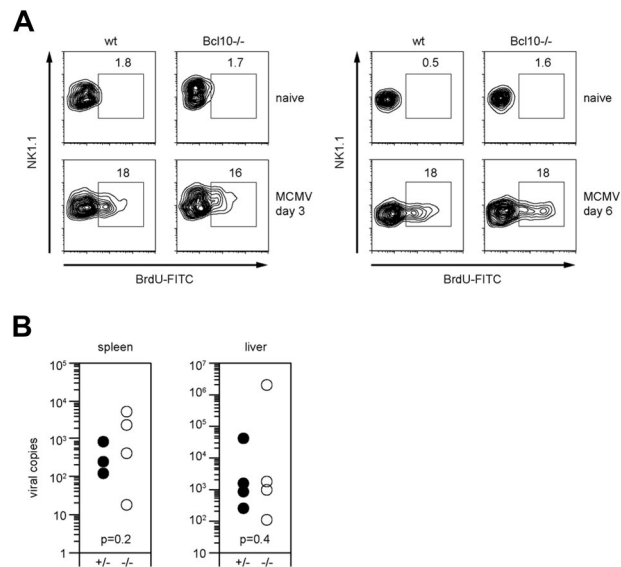 A
wt Bcl10-/- wt Bcl10-/-
1.8 1.7 naive 0.5 1.6 naive
NK1.1 NK1.1
18 16 MCMV day 3 18 18 MCMV day 6
BrdU-FITC BrdU-FITC
B
spleen liver
viral copies
10^5 10^7
10^6
10^4 10^5
10^3 10^4
10^2 10^3
10 10^2
1 10
p=0.2 p=0.4
+/- -/- +/- -/-